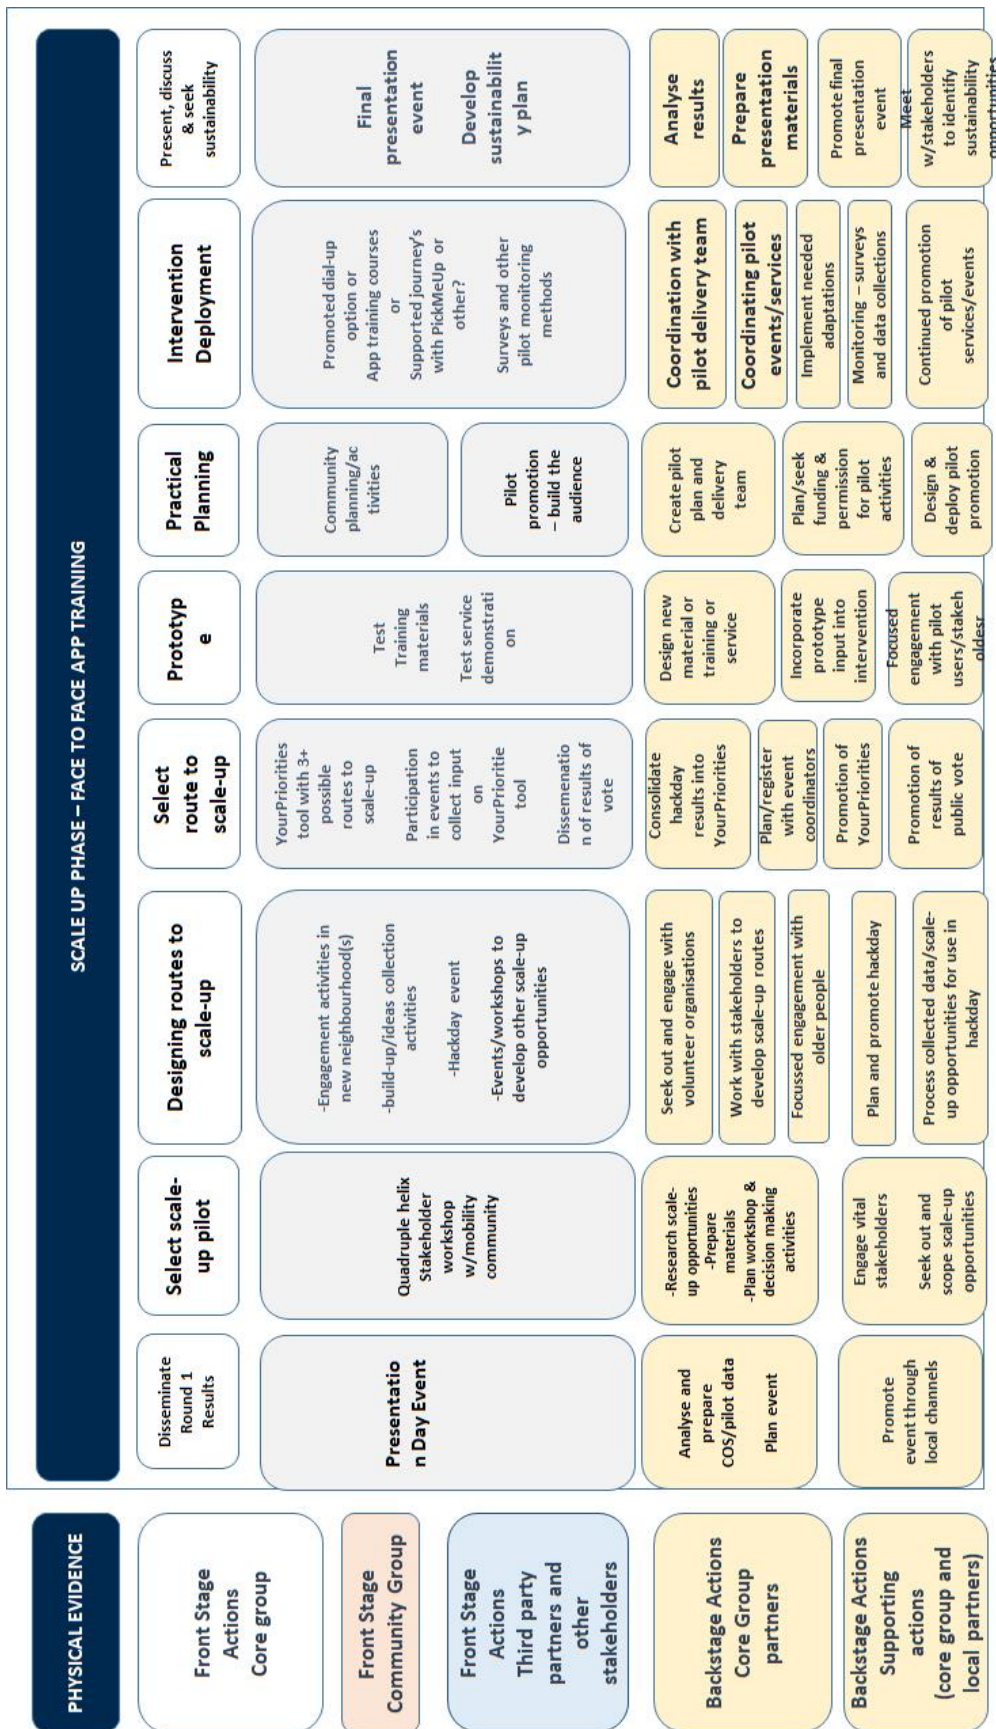 PHYSICAL EVIDENCE
SCALE UP PHASE – FACE TO FACE APP TRAINING
Front Stage
Actions
Core group
Disseminate
Round 1
Results
Select scale-
up pilot
Designing routes to
scale-up
Select
route to
scale-up
Prototyp
e
Practical
Planning
Intervention
Deployment
Present, discuss
& seek
sustainability
Front Stage
Community Group
Front Stage
Actions
Third party
partners and
other
stakeholders
Presentatio
n Day Event
Quadruple helix
Stakeholder
workshop
w/mobility
community
-Engagement activities in
new neighbourhood(s)
-build-up/ideas collection
activities
-Hackday event
-Events/workshops to
develop other scale-up
opportunities
YourPriorities
tool with 3+
possible
routes to
scale-up
Participation
in events to
collect input
on
YourPrioritie
tool
Dissemenatio
n of results of
vote
Test
Training
materials
Test service
demonstrati
on
Community
planning/ac
tivities
Pilot
promotion
– build the
audience
Promoted dial-up
option or
App training courses
or
Supported journey's
with PickMeUp or
other?
Surveys and other
pilot monitoring
methods
Final
presentation
event
Develop
sustainabilit
y plan
Backstage Actions
Core Group
partners
Analyse and
prepare
COS/pilot data
Plan event
-Research scale-
up opportunities
-Prepare
materials
-Plan workshop &
decision making
activities
Seek out and engage with
volunteer organisations
Work with stakeholders to
develop scale-up routes
Focussed engagement with
older people
Consolidate
hackday
results into
YourPriorities
Plan/register
with event
coordinators
Design new
material or
training or
service
Incorporate
prototype
input into
intervention
Create pilot
plan and
delivery
team
Plan/seek
funding &
permission
for pilot
activities
Coordination with
pilot delivery team
Coordinating pilot
events/services
Implement needed
adaptations
Analyse
results
Prepare
presentation
materials
Backstage Actions
Supporting
actions
(core group and
local partners)
Promote
event through
local channels
Engage vital
stakeholders
Seek out and
scope scale-up
opportunities
Plan and promote hackday
Process collected data/scale-
up opportunities for use in
hackday
Promotion of
YourPriorities
Promotion of
results of
public vote
Focused
engagement
with pilot
users/stakeh
oldesr
Design &
deploy pilot
promotion
Monitoring – surveys
and data collections
Continued promotion
of pilot
services/events
Promote final
presentation
event
Meet
w/stakeholders
to identify
sustainability
opportunities